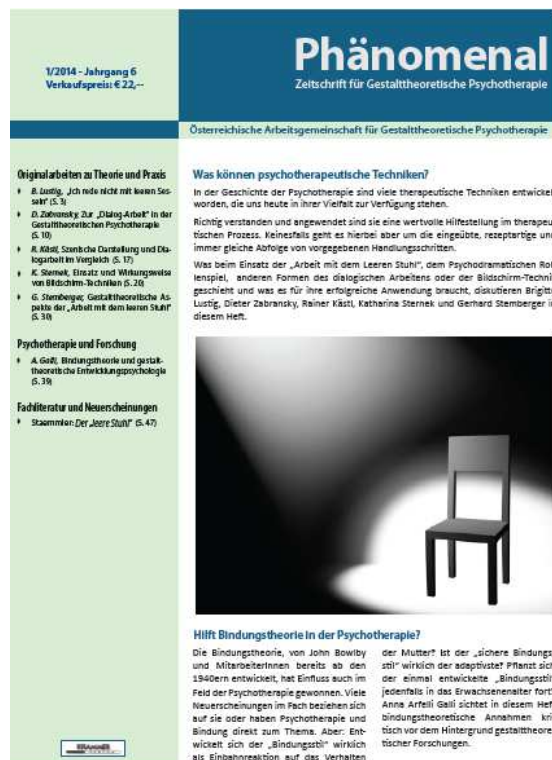 1/2014 - Jahrgang 6
Verkaufspreis: € 22,--
Phänomenal
Zeitschrift für Gestalttheoretische Psychotherapie
Österreichische Arbeitsgemeinschaft für Gestalttheoretische Psychotherapie
Originalarbeiten zu Theorie und Praxis
B. Lustig, „Ich rede nicht mit leeren Ses-
seln“ (S. 3)
D. Zabransky, Zur „Dialog-Arbeit“ in der
Gestalttheoretischen Psychotherapie
(S. 10)
R. Kästl, Szenische Darstellung und Dia-
logarbeit im Vergleich (S. 17)
K. Sternek, Einsatz und Wirkungsweise
von Bildschirm-Techniken (S. 20)
G. Stemberger, Gestalttheoretische As-
pekte der „Arbeit mit dem leeren Stuhl“
(S. 30)
Psychotherapie und Forschung
A. Galli, Bindungstheorie und gestalt-
theoretische Entwicklungspsychologie
(S. 39)
Fachliteratur und Neuerscheinungen
Staemmler: Der „leere Stuhl“ (S. 47)
Was können psychotherapeutische Techniken?
In der Geschichte der Psychotherapie sind viele therapeutische Techniken entwickel
worden, die uns heute in ihrer Vielfalt zur Verfügung stehen.
Richtig verstanden und angewendet sind sie eine wertvolle Hilfestellung im therapeu
tischen Prozess. Keinesfalls geht es hierbei aber um die eingeübte, rezeptartige und
immer gleiche Abfolge von vorgegebenen Handlungsschritten.
Was beim Einsatz der „Arbeit mit dem Leeren Stuhl“, dem Psychodramatischen Rol
lenspiel, anderen Formen des dialogischen Arbeitens oder der Bildschirm-Technik
geschieht und was es für ihre erfolgreiche Anwendung braucht, diskutieren Brigitte
Lustig, Dieter Zabransky, Rainer Kästl, Katharina Sternek und Gerhard Stemberger in
diesem Heft.
Hilft Bindungstheorie in der Psychotherapie?
Die Bindungstheorie, von John Bowlby
und MitarbeiterInnen bereits ab den
1940ern entwickelt, hat Einfluss auch im
Feld der Psychotherapie gewonnen. Viele
Neuerscheinungen im Fach beziehen sich
auf sie oder haben Psychotherapie und
Bindung direkt zum Thema. Aber: Ent-
wickelt sich der „Bindungsstil“ wirklich
als Einbahnreaktion auf das Verhalten
der Mutter? Ist der „sichere Bindungs
stil“ wirklich der adaptivste? Pflanzt sich
der einmal entwickelte „Bindungsstil“
jedenfalls in das Erwachsenenalter fort?
Anna Arfelli Galli sichtet in diesem Heft
bindungstheoretische Annahmen kri
tisch vor dem Hintergrund gestalttheore
tischer Forschungen.
KRAMMER